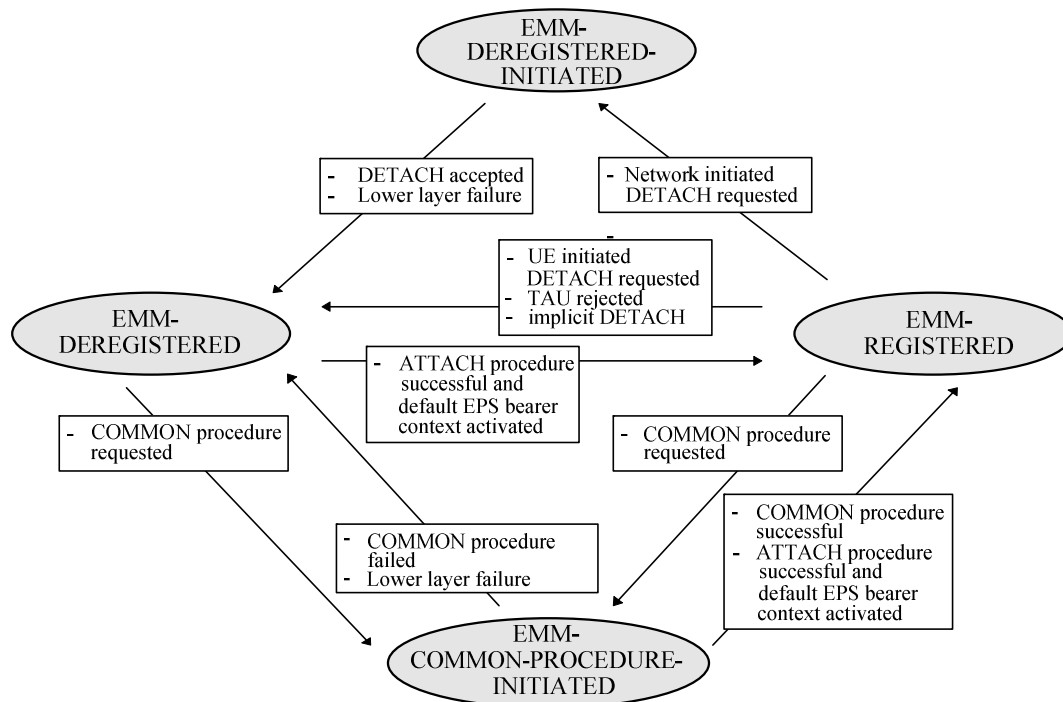 EMM-
DEREGISTERED-
INITIATED
- DETACH accepted
- Lower layer failure
- Network initiated
DETACH requested
-
- UE initiated
DETACH requested
- TAU rejected
- implicit DETACH
EMM-
DEREGISTERED
EMM-
REGISTERED
- ATTACH procedure
successful and
default EPS bearer
context activated
- COMMON procedure
requested
- COMMON procedure
requested
- COMMON procedure
failed
- Lower layer failure
- COMMON procedure
successful
- ATTACH procedure
successful and
default EPS bearer
context activated
EMM-
COMMON-PROCEDURE-
INITIATED